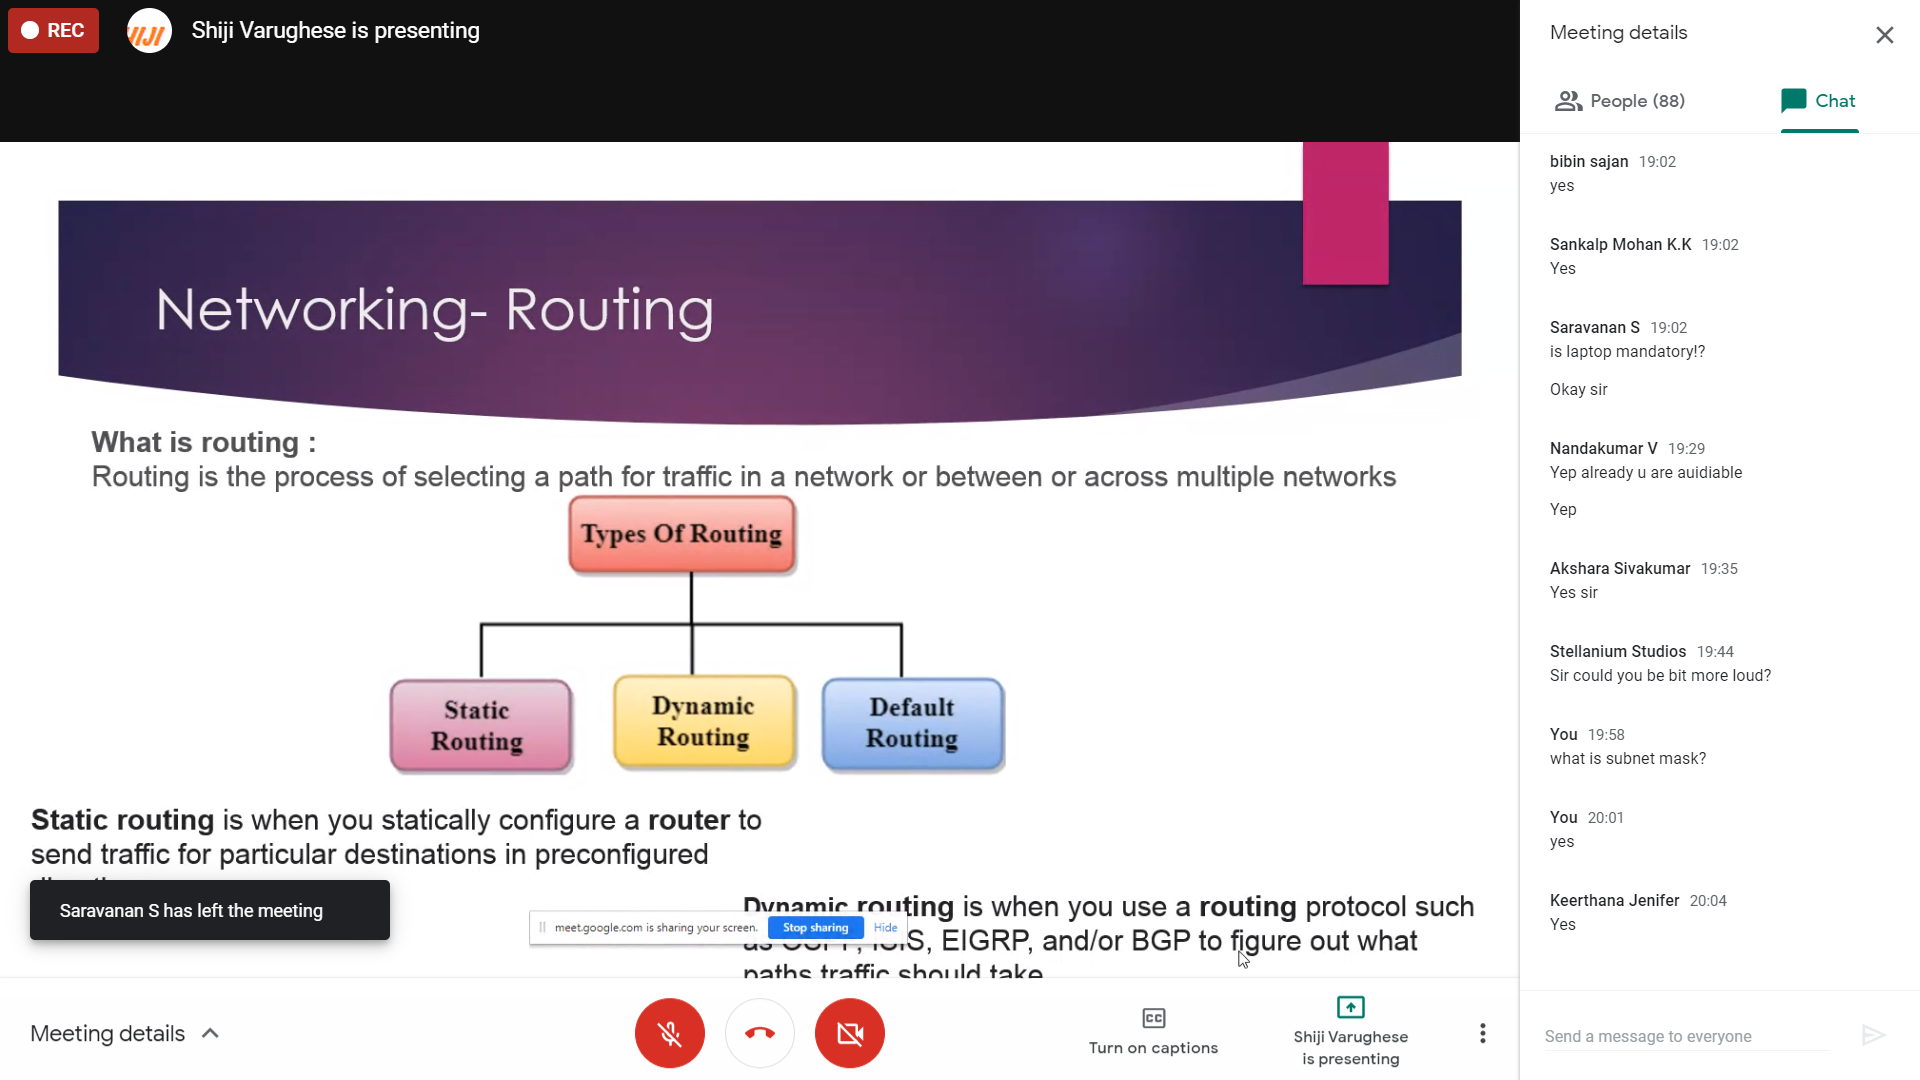 REC
Shiji Varughese is presenting
Networking- Routing
What is routing :
Routing is the process of selecting a path for traffic in a network or between or across multiple networks
Types Of Routing
Static
Routing
Dynamic
Routing
Default
Routing
Static routing is when you statically configure a router to
send traffic for particular destinations in preconfigured
Saravanan S has left the meeting
Dynamic routing is when you use a routing protocol such
EIGRP, and/or BGP to figure out what
paths traffic should take
meet.google.com is sharing your screen.
Stop sharing
Hide
Meeting details
Turn on captions
Shiji Varughese
is presenting
Meeting details
People (88)
Chat
bibin sajan 19:02
yes
Sankalp Mohan K.K 19:02
Yes
Saravanan S 19:02
is laptop mandatory!?
Okay sir
Nandakumar V 19:29
Yep already u are auidiable
Yep
Akshara Sivakumar 19:35
Yes sir
Stellanium Studios 19:44
Sir could you be bit more loud?
You 19:58
what is subnet mask?
You 20:01
yes
Keerthana Jenifer 20:04
Yes
Send a message to everyone